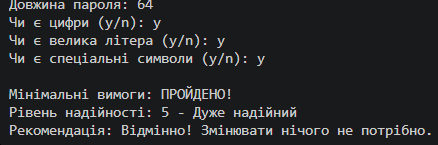 Довжина пароля: 64
Чи є цифри (y/n): y
Чи є велика літера (y/n): y
Чи є спеціальні символи (y/n): y
Мінімальні вимоги: ПРОЙДЕНО!
Рівень надійності: 5 - Дуже надійний
Рекомендація: Відмінно! Змінювати нічого не потрібно.